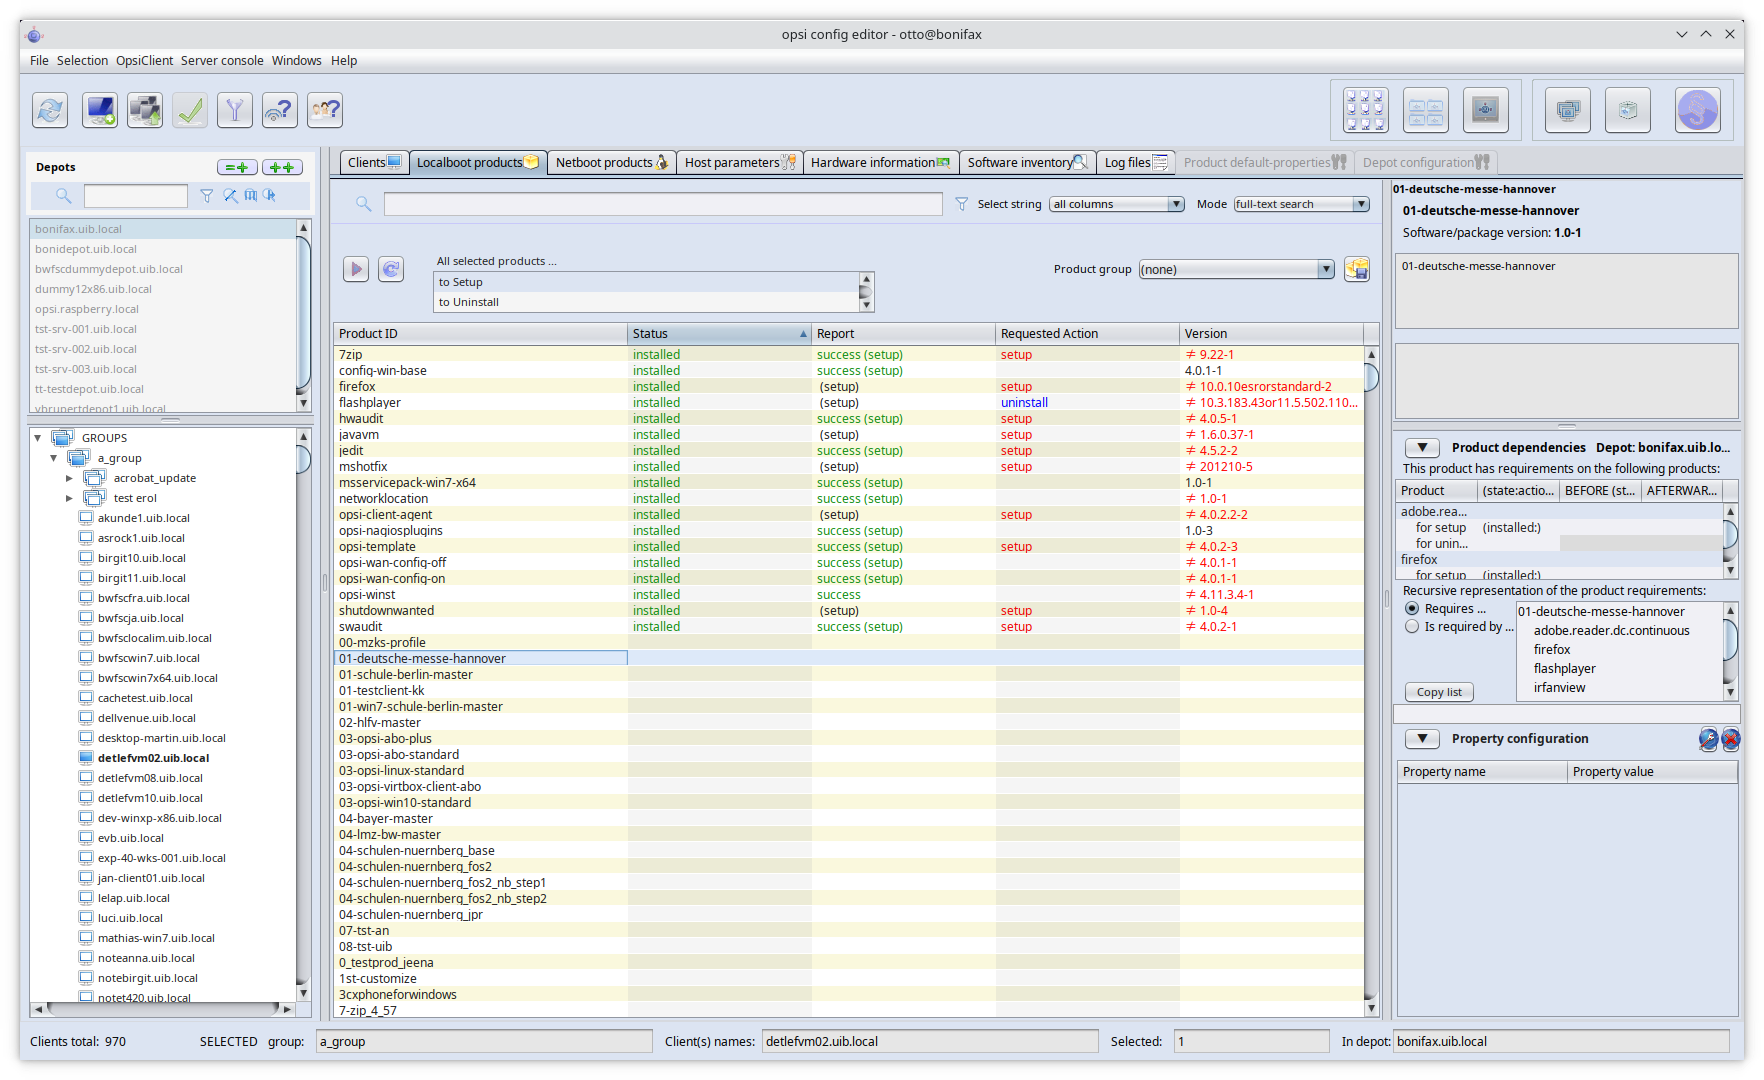 opsi config editor - otto@bonifax
File Selection OpsiClient Server console Windows Help
Depots
bonifax.uib.local
bonidepot.uib.local
bwfscdummydepot.uib.local
dummy12x86.uib.local
opsi.raspberry.local
tst-srv-001.uib.local
tst-srv-002.uib.local
tst-srv-003.uib.local
tt-testdepot.uib.local
vbrupertdepot1.uib.local
GROUPS
a_group
acrobat_update
test erol
akunde1.uib.local
asrock1.uib.local
birgit10.uib.local
birgit11.uib.local
bwfscfra.uib.local
bwfscja.uib.local
bwfsclocalim.uib.local
bwfscwin7.uib.local
bwfscwin7x64.uib.local
cachetest.uib.local
dellvenue.uib.local
desktop-martin.uib.local
detlefvm02.uib.local
detlefvm08.uib.local
detlefvm10.uib.local
dev-winxp-x86.uib.local
evb.uib.local
exp-40-wks-001.uib.local
jan-client01.uib.local
lelap.uib.local
luci.uib.local
mathias-win7.uib.local
noteanna.uib.local
notebirgit.uib.local
notet420.uib.local
Clients Localboot products Netboot products Host parameters Hardware information Software inventory Log files Product default-properties Depot configuration
Select string all columns Mode full-text search
All selected products ...
to Setup
to Uninstall
Product group (none)
Product ID Status Report Requested Action Version
7zip installed success (setup) setup ≠ 9.22-1
config-win-base installed success (setup) 4.0.1-1
firefox installed (setup) setup ≠ 10.0.10esrorstandard-2
flashplayer installed (setup) uninstall ≠ 10.3.183.43or11.5.502.110...
hwaudit installed success (setup) setup ≠ 4.0.5-1
javavm installed (setup) setup ≠ 1.6.0.37-1
jedit installed success (setup) setup ≠ 4.5.2-2
mshotfix installed (setup) setup ≠ 201210-5
msservicepack-win7-x64 installed success (setup) 1.0-1
networklocation installed success (setup) ≠ 1.0-1
opsi-client-agent installed (setup) setup ≠ 4.0.2.2-2
opsi-nagiosplugins installed success (setup) 1.0-3
opsi-template installed success (setup) setup ≠ 4.0.2-3
opsi-wan-config-off installed success (setup) ≠ 4.0.1-1
opsi-wan-config-on installed success (setup) ≠ 4.0.1-1
opsi-winst installed success ≠ 4.11.3.4-1
shutdownwanted installed (setup) setup ≠ 1.0-4
swaudit installed success (setup) setup ≠ 4.0.2-1
00-mzks-profile
01-deutsche-messe-hannover
01-schule-berlin-master
01-testclient-kk
01-win7-schule-berlin-master
02-hlfv-master
03-opsi-abo-plus
03-opsi-abo-standard
03-opsi-linux-standard
03-opsi-virtbox-client-abo
03-opsi-win10-standard
04-bayer-master
04-lmz-bw-master
04-schulen-nuernberg_base
04-schulen-nuernberg_fos2
04-schulen-nuernberg_fos2_nb_step1
04-schulen-nuernberg_fos2_nb_step2
04-schulen-nuernberg_jpr
07-tst-an
08-tst-uib
0_testprod_jeena
1st-customize
3cxphoneforwindows
7-zip_4_57
01-deutsche-messe-hannover
01-deutsche-messe-hannover
Software/package version: 1.0-1
01-deutsche-messe-hannover
Product dependencies Depot: bonifax.uib.lo...
This product has requirements on the following products:
Product (state:actio... BEFORE (st... AFTERWAR...
adobe.rea...
for setup (installed:)
for unin...
firefox
for setup (installed:)
Recursive representation of the product requirements:
Requires ...
Is required by ...
Copy list
01-deutsche-messe-hannover
adobe.reader.dc.continuous
firefox
flashplayer
irfanview
Property configuration
Property name Property value
Clients total: 970 SELECTED group: a_group Client(s) names: detlefvm02.uib.local Selected: 1 In depot: bonifax.uib.local